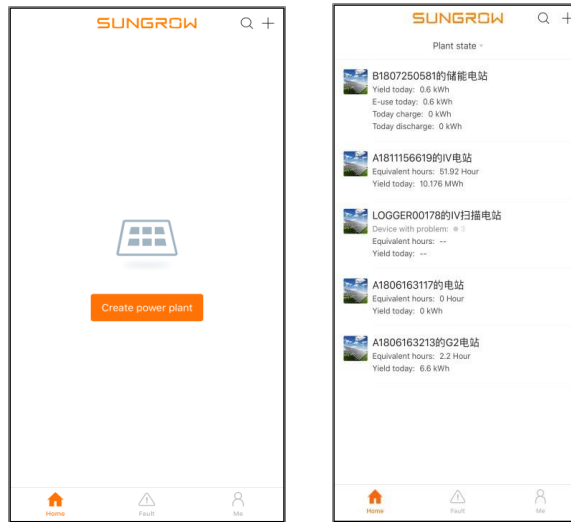 SUNGROW
Create power plant
Home
Fault
Me
SUNGROW
Plant state
B1807250581的储能电站
Yield today: 0.6 kWh
E-use today: 0.6 kWh
Today charge: 0 kWh
Today discharge: 0 kWh
A1811156619的IV电站
Equivalent hours: 51.92 Hour
Yield today: 10.176 MWh
LOGGER00178的IV扫描电站
Device with problem: 3
Equivalent hours: --
Yield today: --
A1806163117的电站
Equivalent hours: 0 Hour
Yield today: 0 kWh
A1806163213的G2电站
Equivalent hours: 2.2 Hour
Yield today: 6.6 kWh
Home
Fault
Me